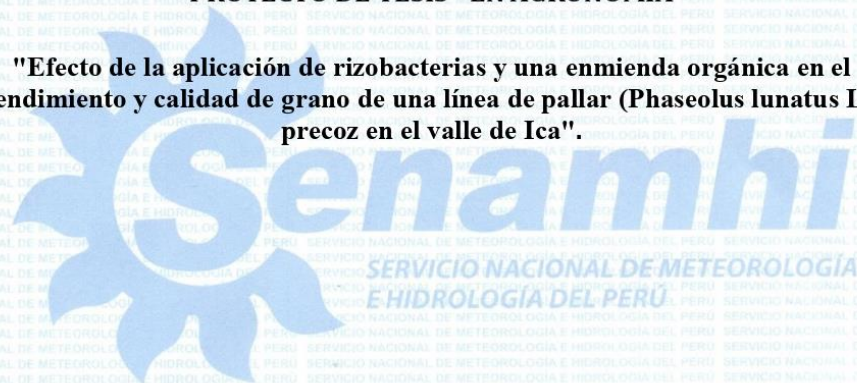 "Efecto de la aplicación de rizobacterias y una enmienda orgánica en el
endimiento y calidad de grano de una línea de pallar (Phaseolus lunatus L
precoz en el valle de Ica".
Senamhi
SERVICIO NACIONAL DE METEOROLOGÍA
E HIDROLOGÍA DEL PERÚ